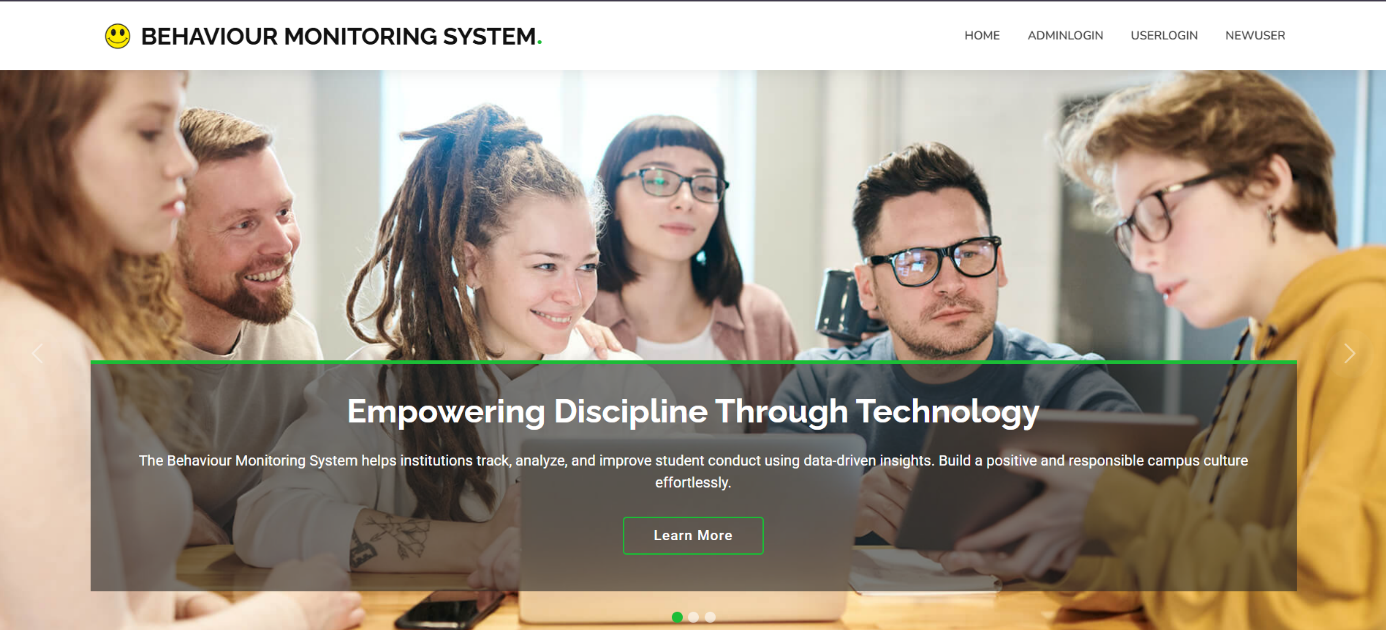 BEHAVIOUR MONITORING SYSTEM.
HOME
ADMINLOGIN
USERLOGIN
NEWUSER
Empowering Discipline Through Technology
The Behaviour Monitoring System helps institutions track, analyze, and improve student conduct using data-driven insights. Build a positive and responsible campus culture
effortlessly.
Learn More